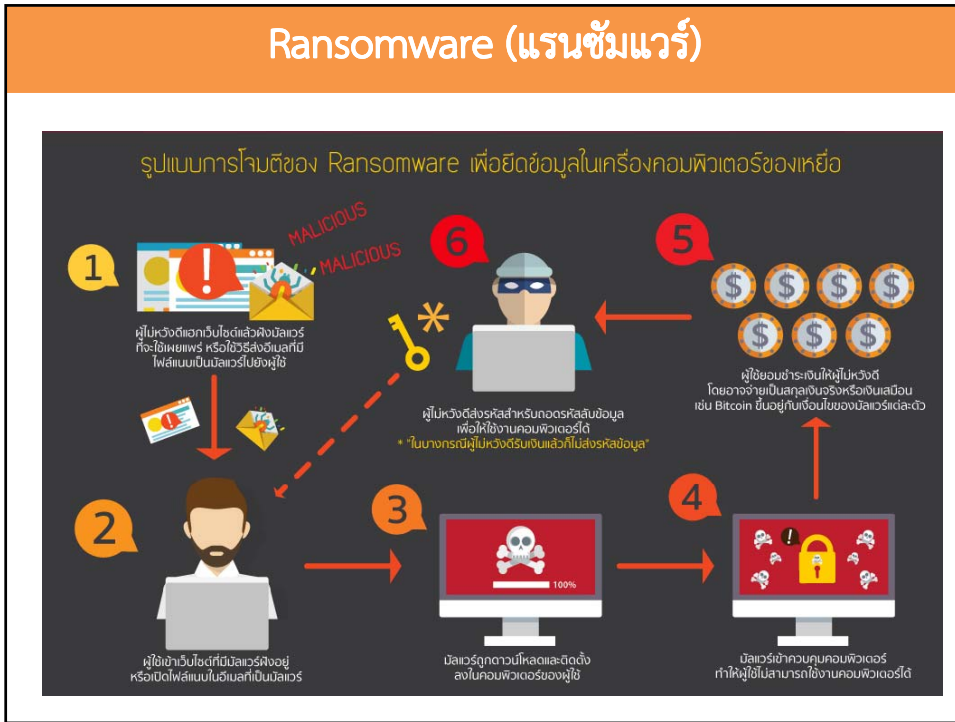 Ransomware (แรนซัมแวร์)
รูปแบบการโจมตีของ Ransomware เพื่อยึดข้อมูลในเครื่องคอมพิวเตอร์ของเหยื่อ
1
!
MALICIOUS
MALICIOUS
ผู้ไม่หวังดีแฮกเว็บไซต์แล้วฝังมัลแวร์
ที่จะใช้เผยแพร่ หรือใช้วิธีส่งอีเมลที่มี
ไฟล์แนบเป็นมัลแวร์ไปยังผู้ใช้
2
ผู้ใช้เข้าเว็บไซต์ที่มีมัลแวร์ฝังอยู่
หรือเปิดไฟล์แนบในอีเมลที่เป็นมัลแวร์
3
100%
มัลแวร์ถูกดาวน์โหลดและติดตั้ง
ลงในคอมพิวเตอร์ของผู้ใช้
4
!
มัลแวร์เข้าควบคุมคอมพิวเตอร์
ทำให้ผู้ใช้ไม่สามารถใช้งานคอมพิวเตอร์ได้
5
$ $ $ $
$ $ $
ผู้ใช้ยอมชำระเงินให้ผู้ไม่หวังดี
โดยอาจจ่ายเป็นสกุลเงินจริงหรือเงินเสมือน
เช่น Bitcoin ขึ้นอยู่กับเงื่อนไขของมัลแวร์แต่ละตัว
6
*
ผู้ไม่หวังดีส่งรหัสสำหรับถอดรหัสลับข้อมูล
เพื่อให้ใช้งานคอมพิวเตอร์ได้
* "ในบางกรณีผู้ไม่หวังดีรับเงินแล้วก็ไม่ส่งรหัสข้อมูล"